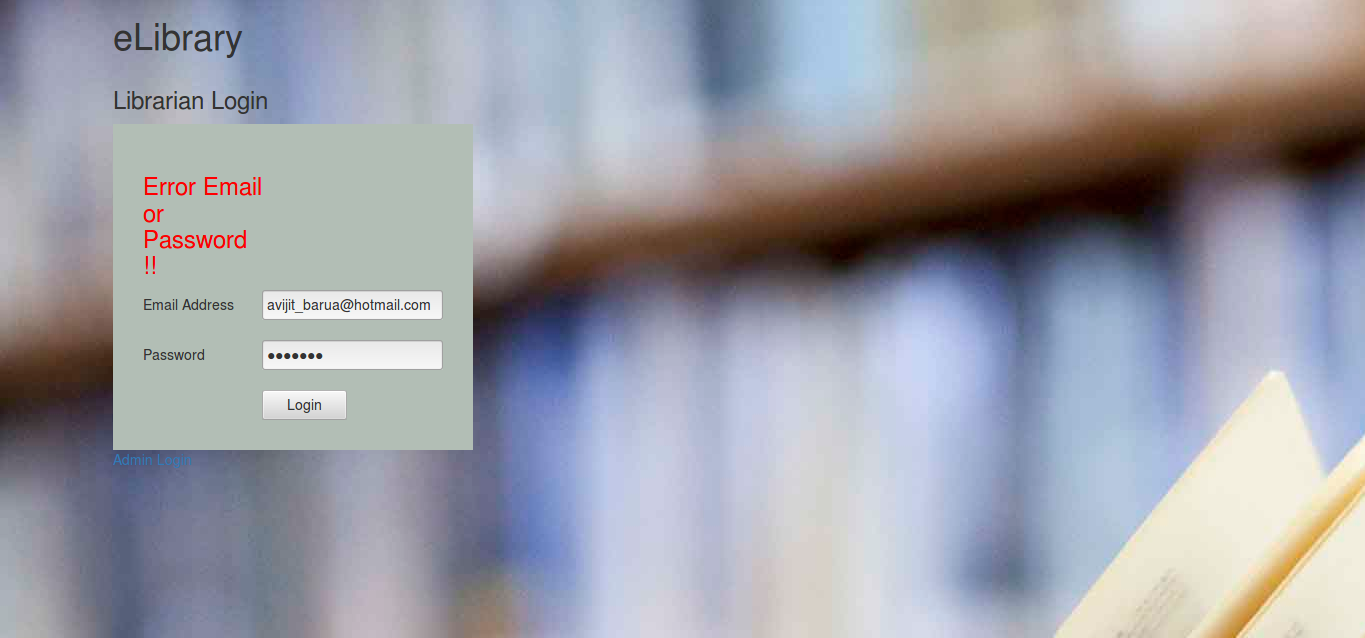 eLibrary
Librarian Login
Error Email
or
Password
!!
Email Address avijit_barua@hotmail.com
Password •••••••
Login
Admin Login